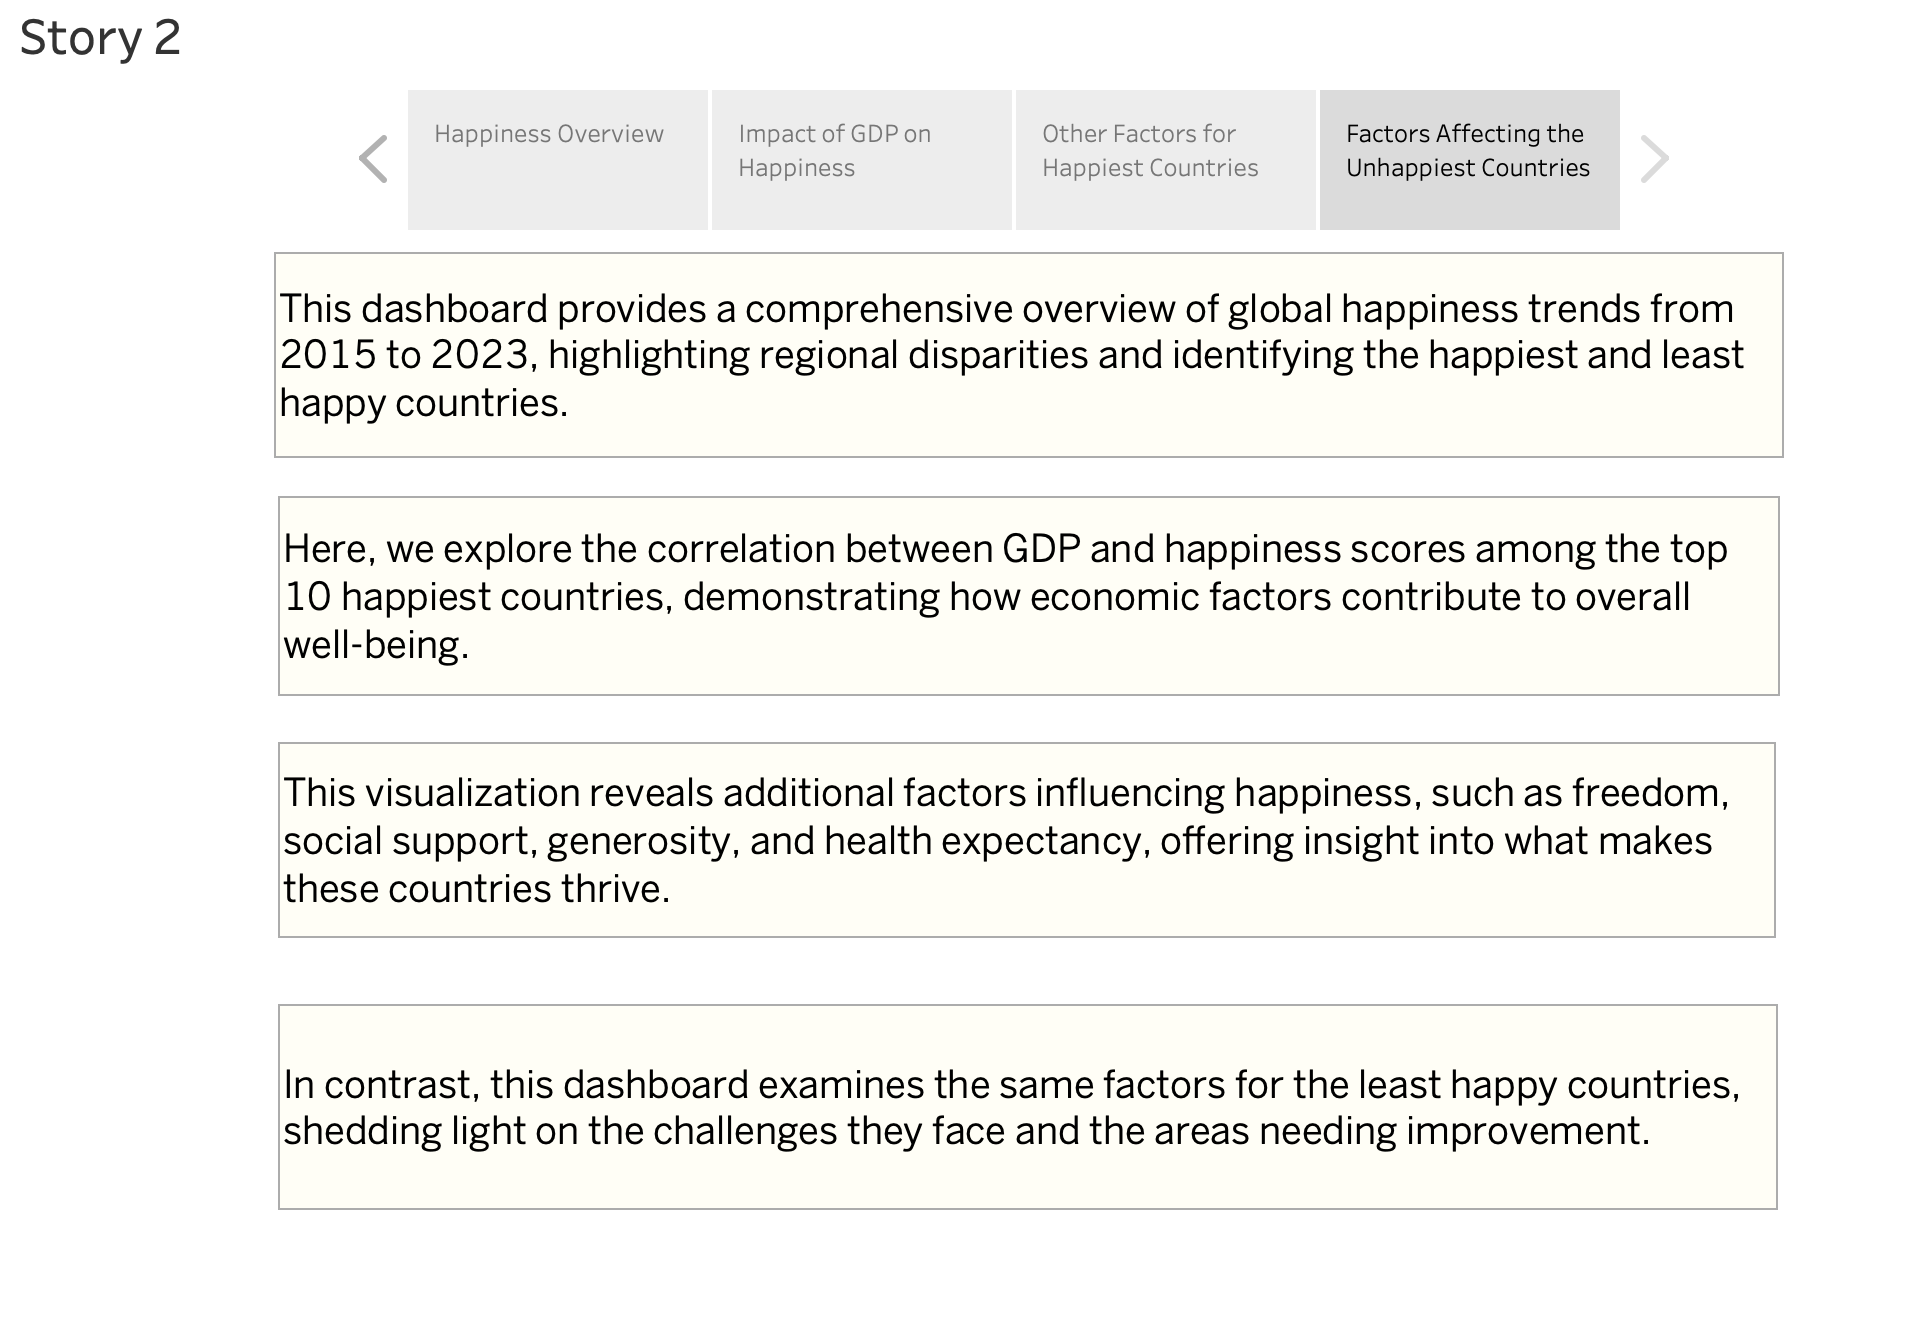 Story 2
Happiness Overview
Impact of GDP on
Happiness
Other Factors for
Happiest Countries
Factors Affecting the
Unhappiest Countries
This dashboard provides a comprehensive overview of global happiness trends from
2015 to 2023, highlighting regional disparities and identifying the happiest and least
happy countries.
Here, we explore the correlation between GDP and happiness scores among the top
10 happiest countries, demonstrating how economic factors contribute to overall
well-being.
This visualization reveals additional factors influencing happiness, such as freedom,
social support, generosity, and health expectancy, offering insight into what makes
these countries thrive.
In contrast, this dashboard examines the same factors for the least happy countries,
shedding light on the challenges they face and the areas needing improvement.